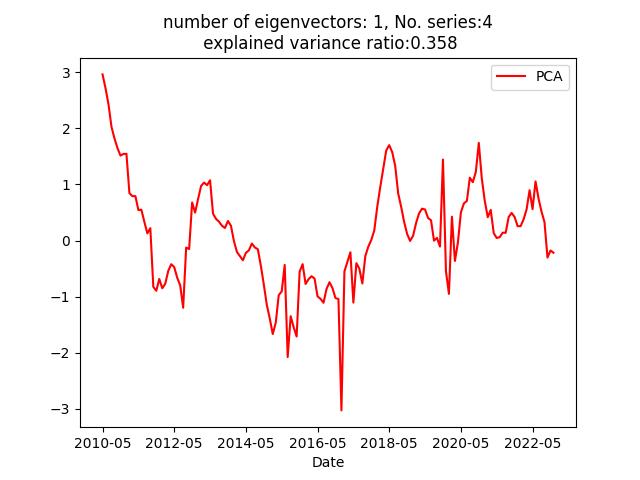 number of eigenvectors: 1, No. series:4
explained variance ratio:0.358
PCA
3
2
1
0
−1
−2
−3
2010-05 2012-05 2014-05 2016-05 2018-05 2020-05 2022-05
Date